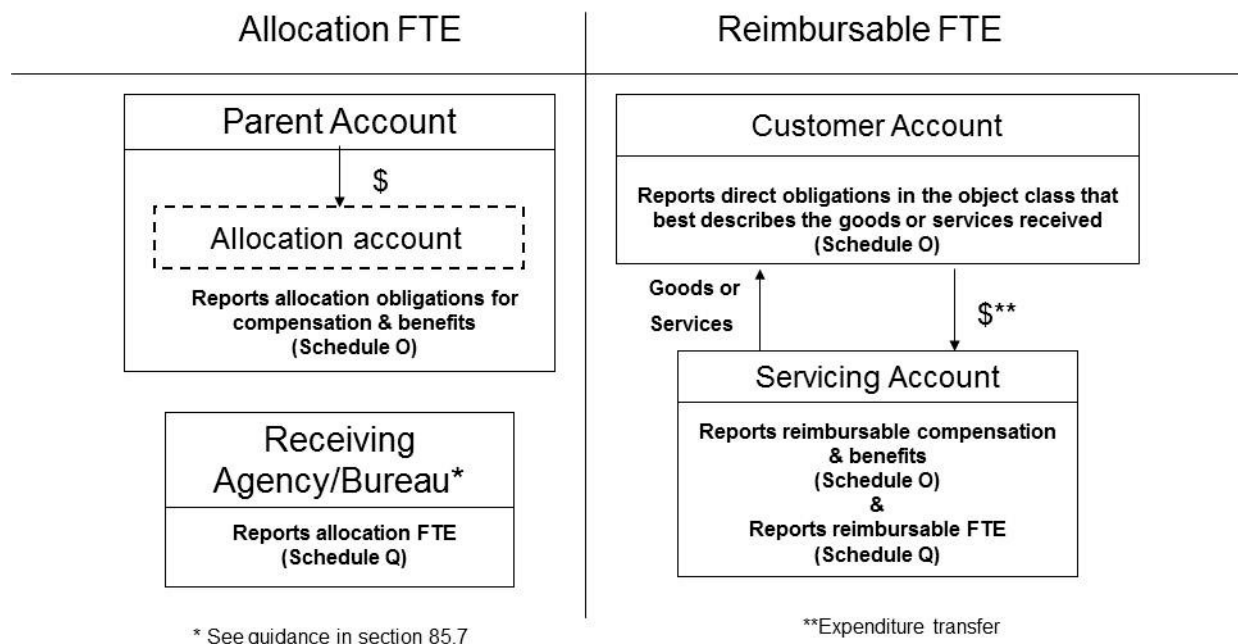 Allocation FTE
Parent Account
$
Allocation account
Reports allocation obligations for
compensation & benefits
(Schedule O)
Receiving
Agency/Bureau*
Reports allocation FTE
(Schedule Q)
* See guidance in section 85.7
Reimbursable FTE
Customer Account
Reports direct obligations in the object class that
best describes the goods or services received
(Schedule O)
Goods or
Services
$**
Servicing Account
Reports reimbursable compensation
& benefits
(Schedule O)
&
Reports reimbursable FTE
(Schedule Q)
**Expenditure transfer